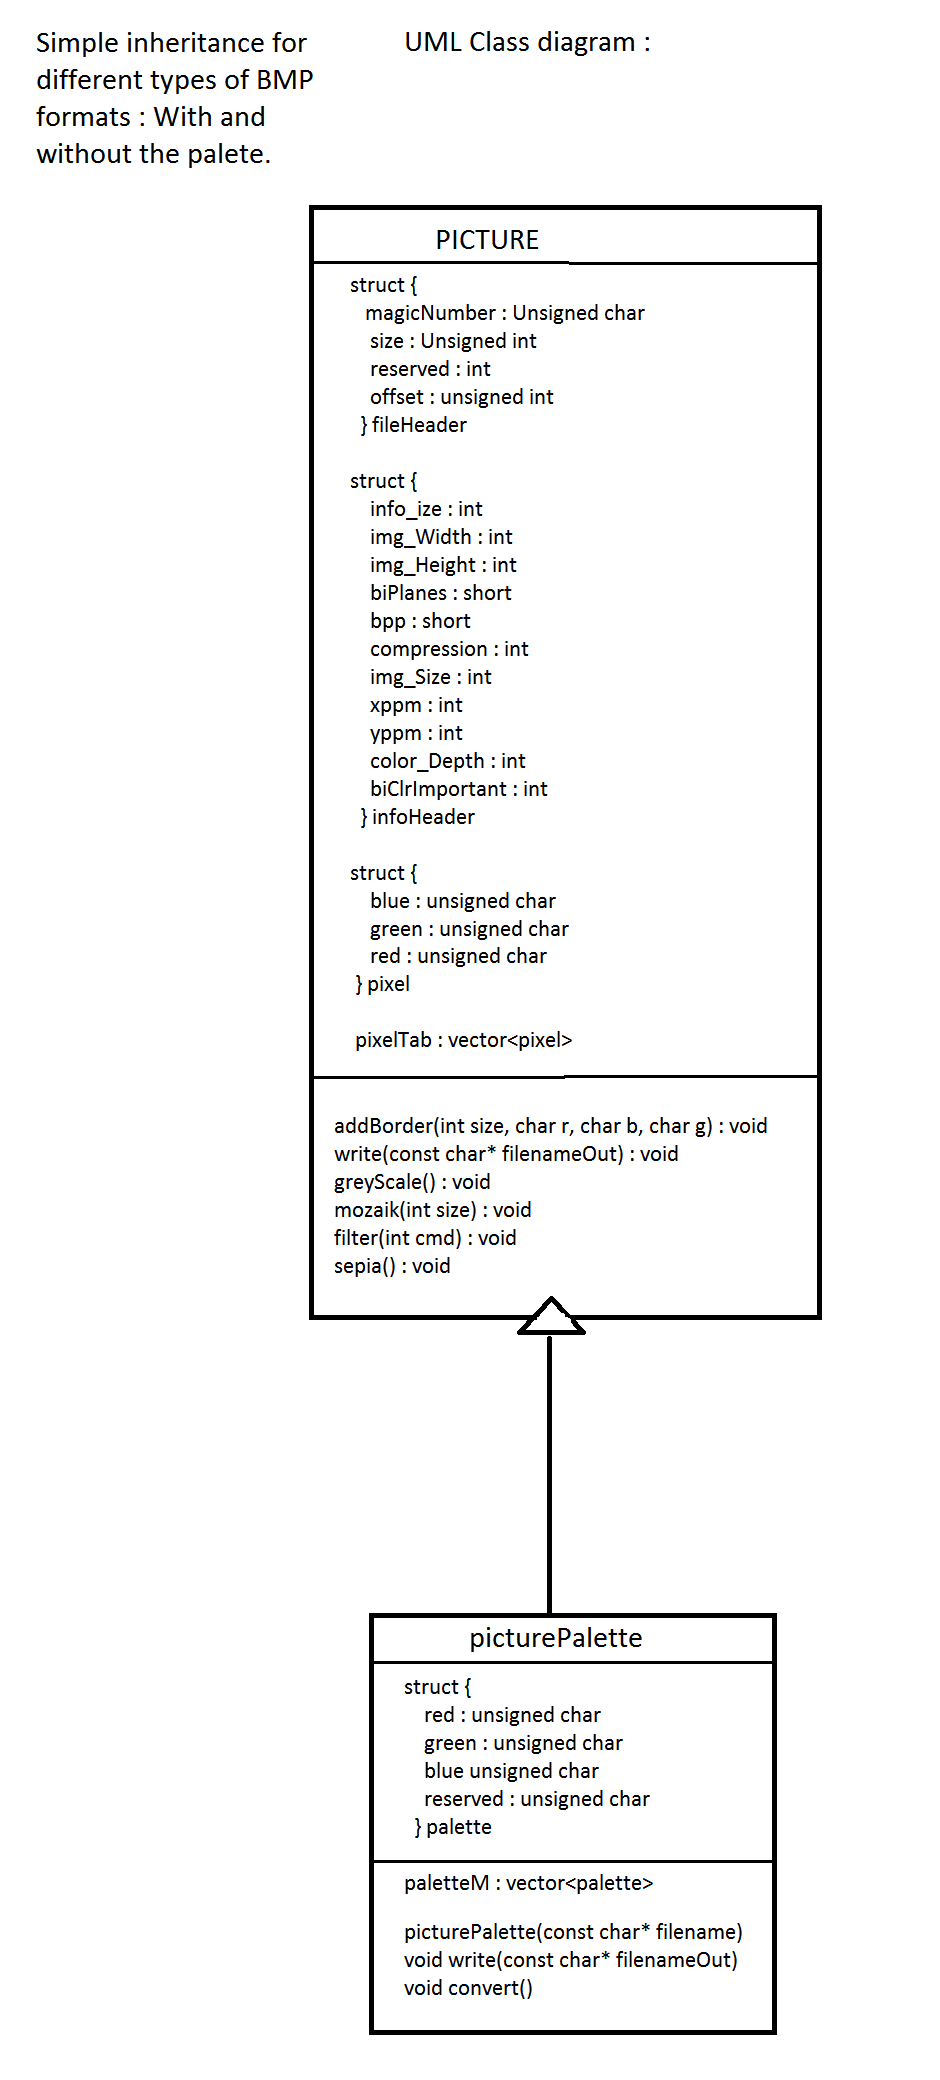 Simple inheritance for
different types of BMP
formats : With and
without the palete.
UML Class diagram :
PICTURE
struct {
magicNumber : Unsigned char
size : Unsigned int
reserved : int
offset : unsigned int
} fileHeader
struct {
info_ize : int
img_Width : int
img_Height : int
biPlanes : short
bpp : short
compression : int
img_Size : int
xppm : int
yppm : int
color_Depth : int
biClrImportant : int
} infoHeader
struct {
blue : unsigned char
green : unsigned char
red : unsigned char
} pixel
pixelTab : vector<pixel>
addBorder(int size, char r, char b, char g) : void
write(const char* filenameOut) : void
greyScale() : void
mozaik(int size) : void
filter(int cmd) : void
sepia() : void
picturePalette
struct {
red : unsigned char
green : unsigned char
blue unsigned char
reserved : unsigned char
} palette
paletteM : vector<palette>
picturePalette(const char* filename)
void write(const char* filenameOut)
void convert()